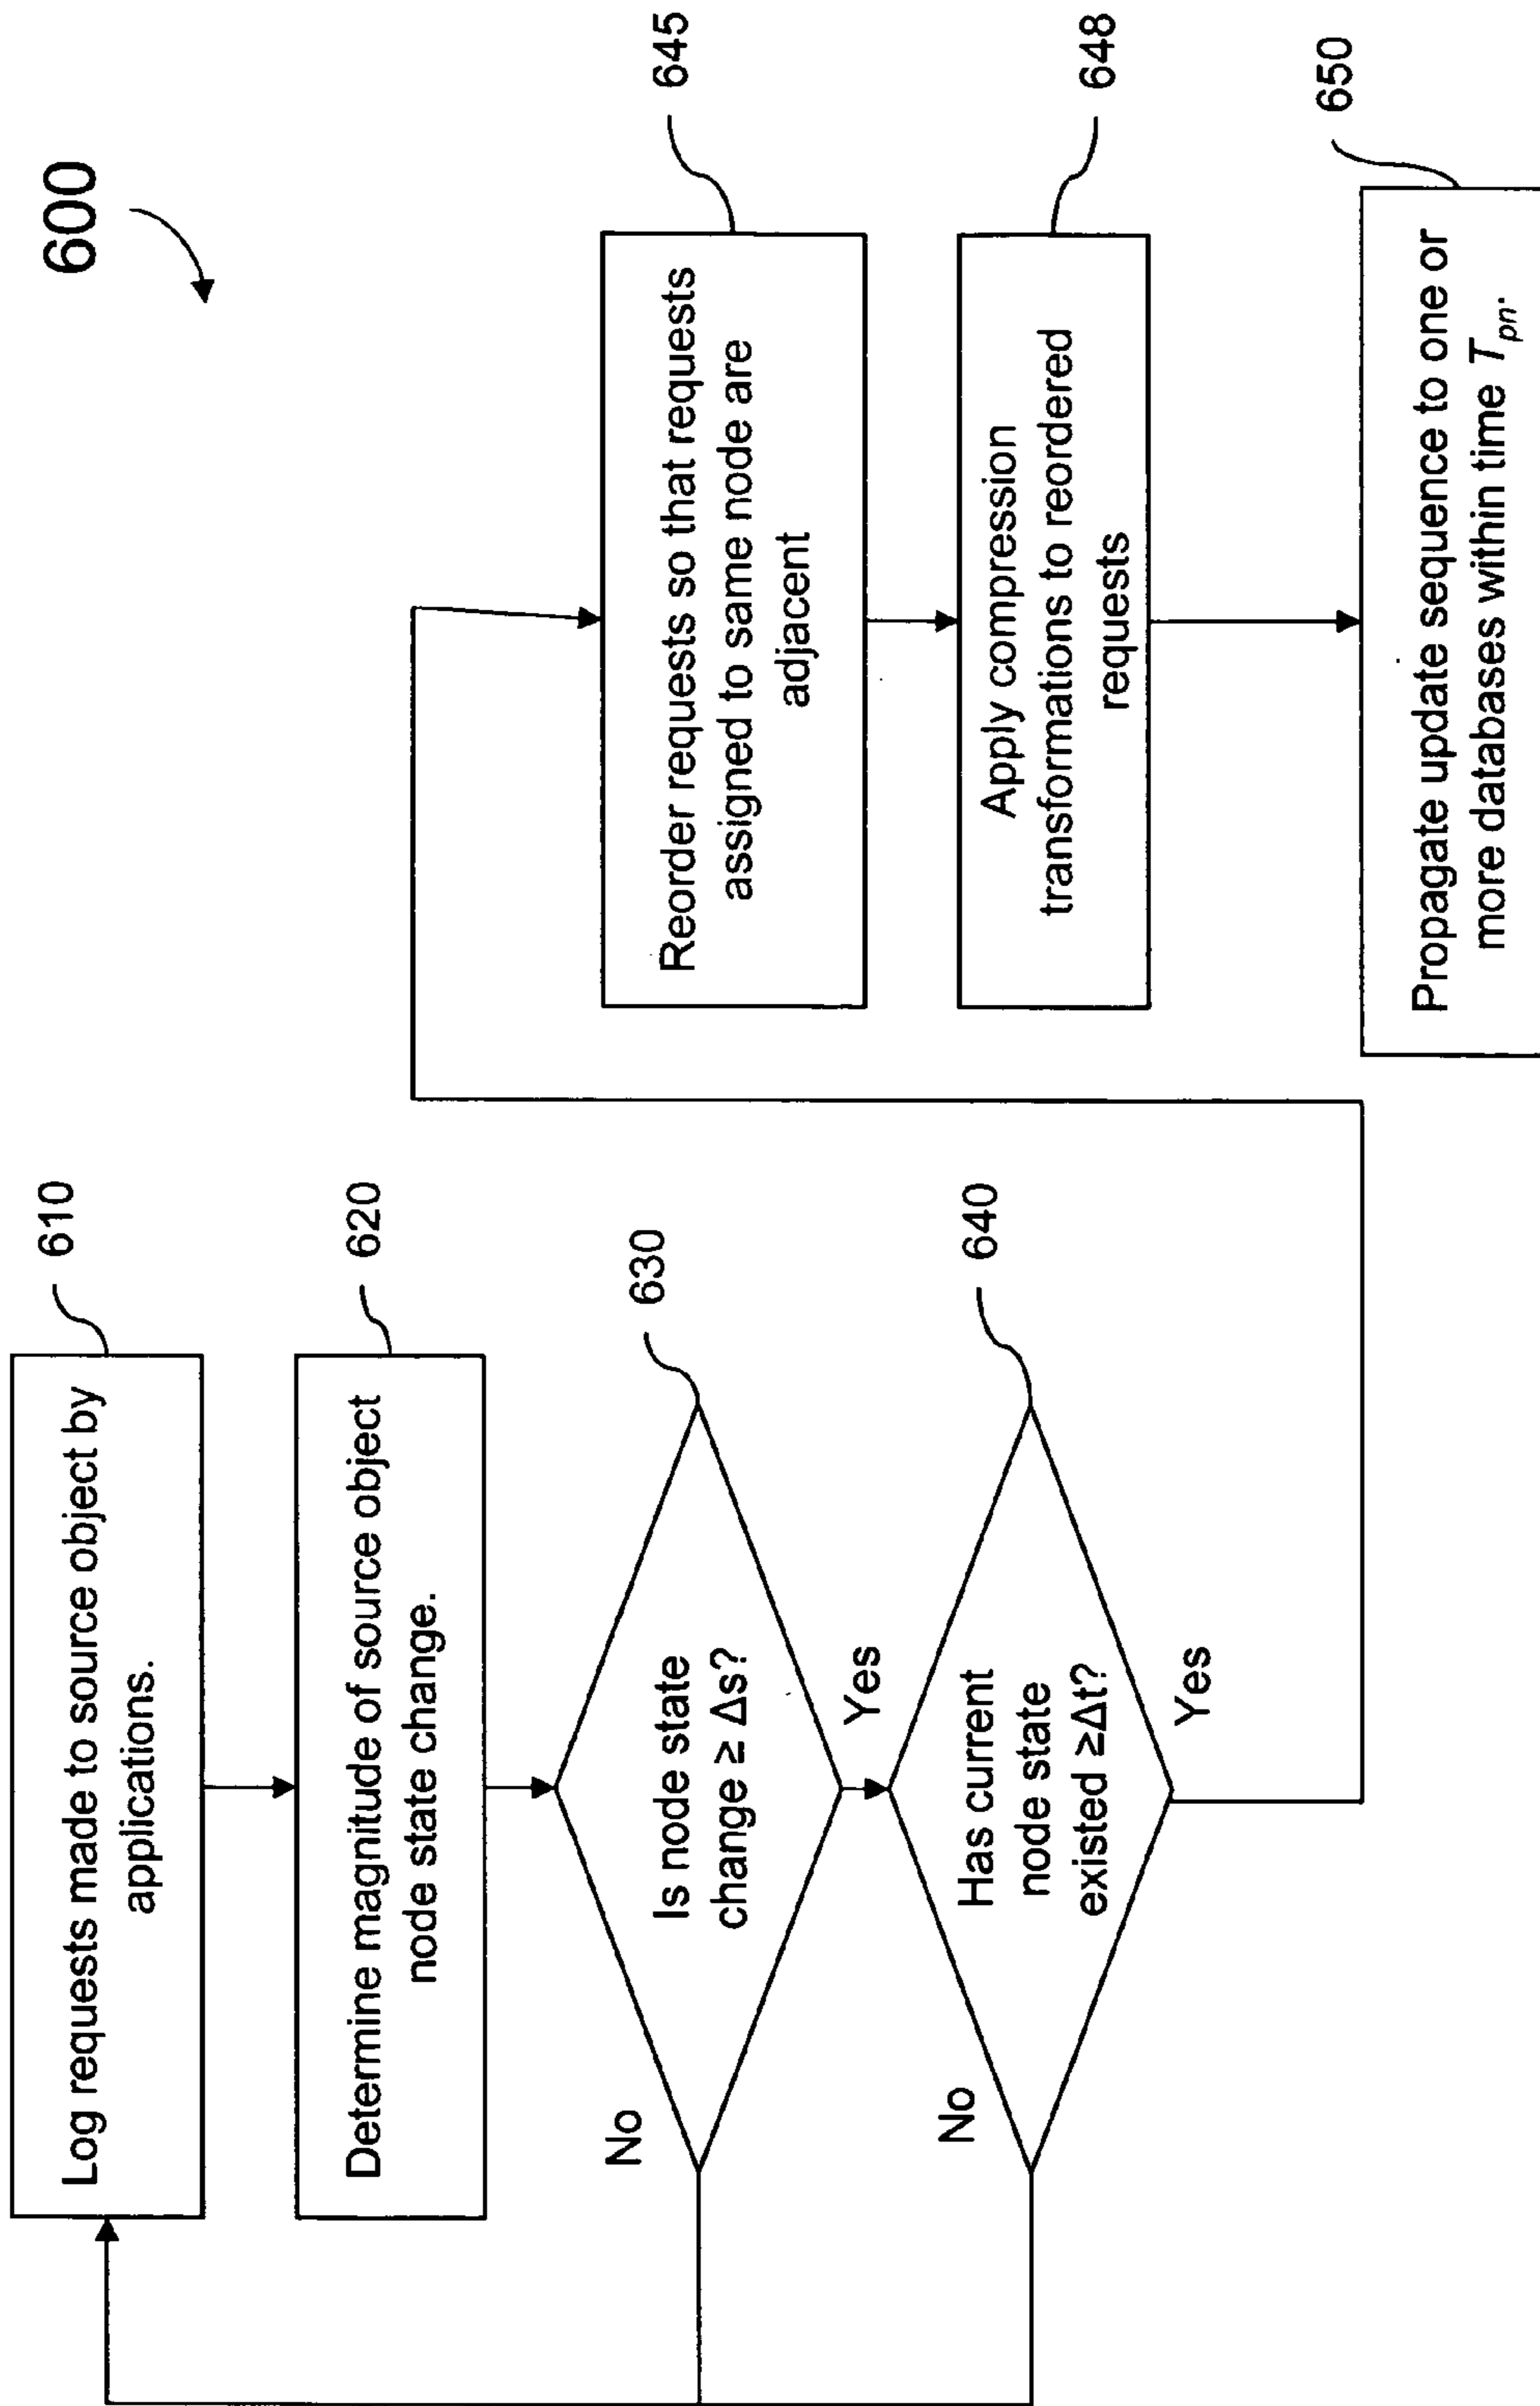 600
Log requests made to source object by
applications.
610
Determine magnitude of source object
node state change.
620
Is node state
change ≥ Δs?
630
No
Yes
Has current
node state
existed ≥Δt?
640
No
Yes
Reorder requests so that requests
assigned to same node are
adjacent
645
Apply compression
transformations to reordered
requests
648
Propagate update sequence to one or
more databases within time Tpn.
650